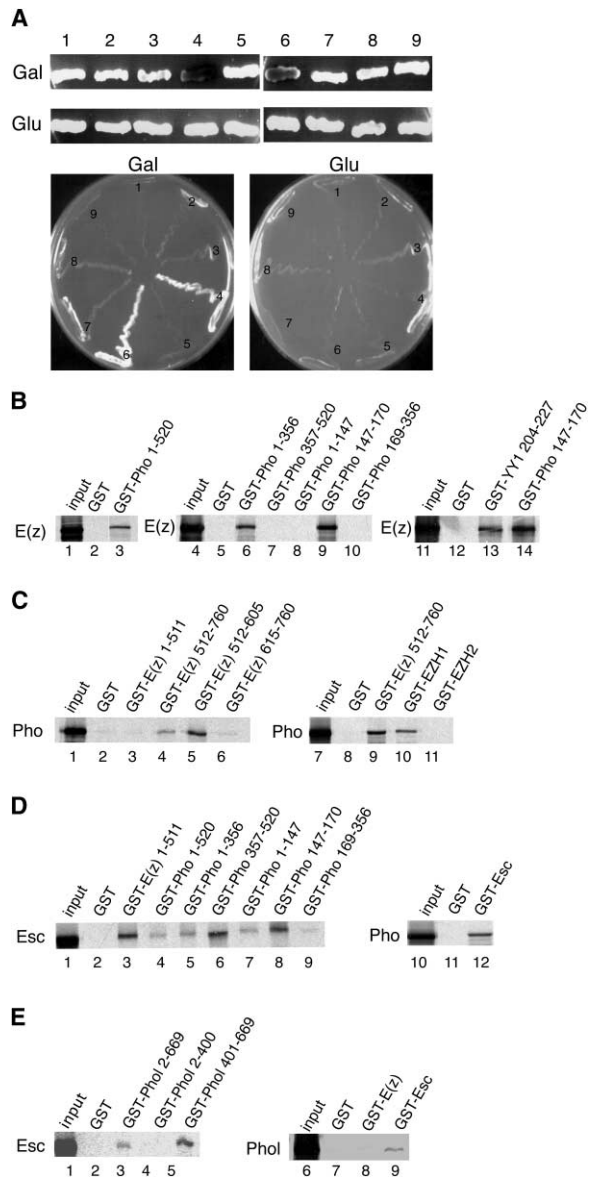 A
1 2 3 4 5 6 7 8 9
Gal
Glu
Gal Glu
1 2 3 4 5 6 7 8 9
1 2 3 4 5 6 7 8 9
B
input GST GST-Pho 1-520
E(z)
1 2 3
input GST GST-Pho 1-356 GST-Pho 357-520 GST-Pho 1-147 GST-Pho 147-170 GST-Pho 169-356
E(z)
4 5 6 7 8 9 10
input GST GST-YY1 204-227 GST-Pho 147-170
E(z)
11 12 13 14
C
input GST GST-E(z) 1-511 GST-E(z) 512-760 GST-E(z) 512-605 GST-E(z) 615-760
Pho
1 2 3 4 5 6
input GST GST-E(z) 512-760 GST-EZH1 GST-EZH2
Pho
7 8 9 10 11
D
input GST GST-E(z) 1-511 GST-Pho 1-520 GST-Pho 1-356 GST-Pho 357-520 GST-Pho 1-147 GST-Pho 147-170 GST-Pho 169-356
Esc
1 2 3 4 5 6 7 8 9
input GST GST-Esc
Pho
10 11 12
E
input GST GST-Phol 2-669 GST-Phol 2-400 GST-Phol 401-669
Esc
1 2 3 4 5
input GST GST-E(z) GST-Esc
Phol
6 7 8 9